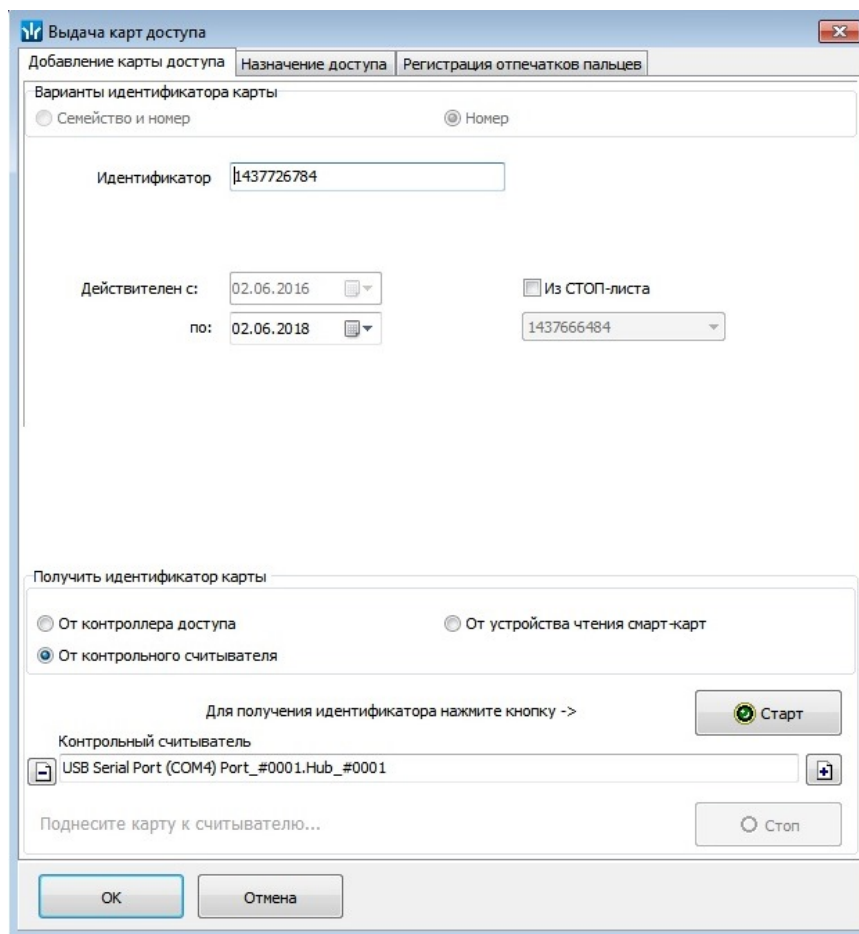 Выдача карт доступа
Добавление карты доступа Назначение доступа Регистрация отпечатков пальцев
Варианты идентификатора карты
Семейство и номер Номер
Идентификатор 1437726784
Действителен с: 02.06.2016 Из СТОП-листа
по: 02.06.2018 1437666484
Получить идентификатор карты
От контроллера доступа От устройства чтения смарт-карт
От контрольного считывателя
Для получения идентификатора нажмите кнопку -> Старт
Контрольный считыватель
USB Serial Port (COM4) Port_#0001.Hub_#0001
Поднесите карту к считывателю... Стоп
OK Отмена